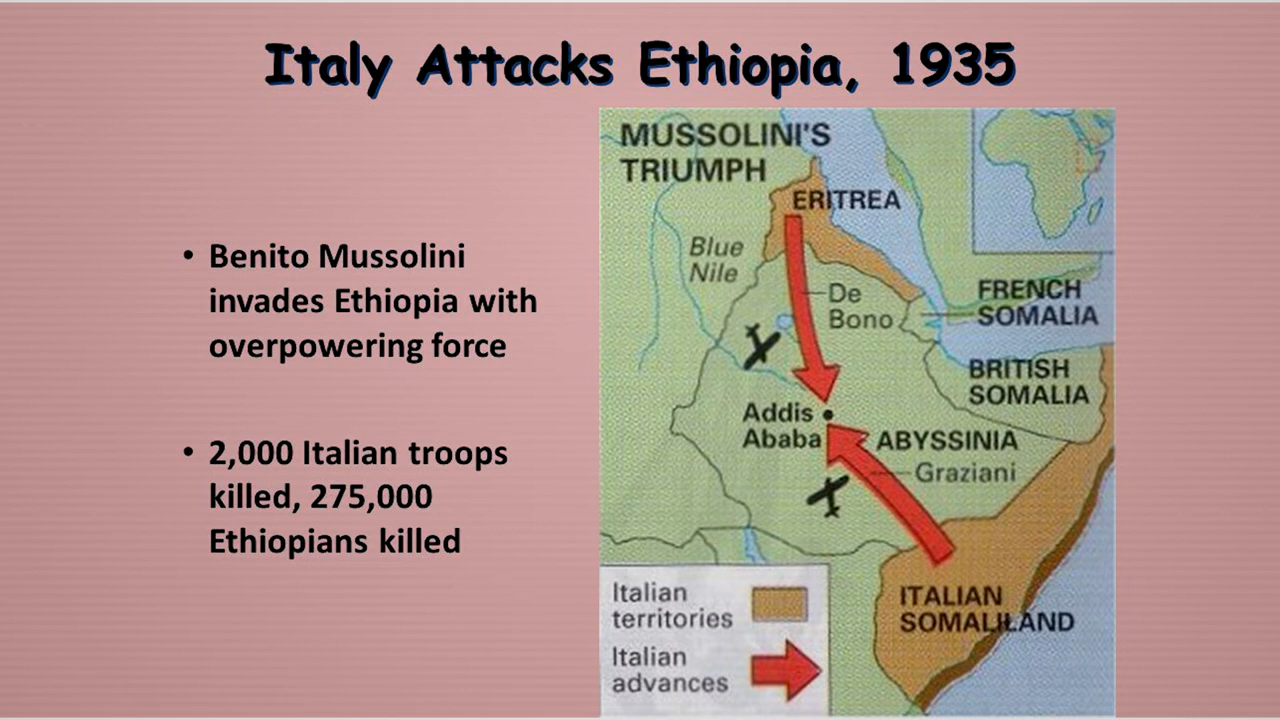 Italy Attacks Ethiopia, 1935
• Benito Mussolini
invades Ethiopia with
overpowering force
• 2,000 Italian troops
killed, 275,000
Ethiopians killed
MUSSOLINI'S
TRIUMPH
ERITREA
Blue
Nile
De
Bono
FRENCH
SOMALIA
BRITISH
SOMALIA
Addis
Ababa
ABYSSINIA
Graziani
ITALIAN
SOMALILAND
Italian
territories
Italian
advances